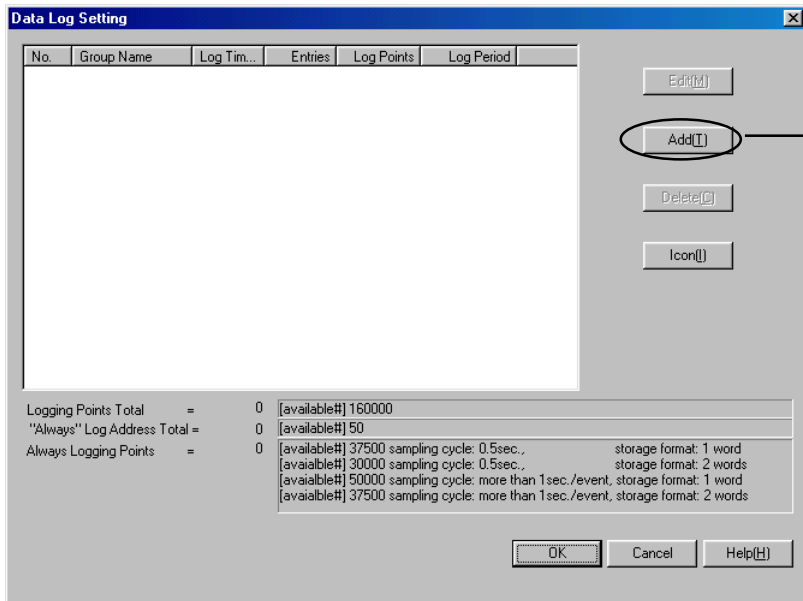 Data Log Setting
No. Group Name Log Tim... Entries Log Points Log Period
Edit(M)
Add(T)
Delete(C)
Icon(I)
Logging Points Total = 0 [available#] 160000
"Always" Log Address Total = 0 [available#] 50
Always Logging Points = 0 [available#] 37500 sampling cycle: 0.5sec., storage format: 1 word
[avaialble#] 30000 sampling cycle: 0.5sec., storage format: 2 words
[avaialble#] 50000 sampling cycle: more than 1sec./event, storage format: 1 word
[avaialble#] 37500 sampling cycle: more than 1sec./event, storage format: 2 words
OK Cancel Help(H)